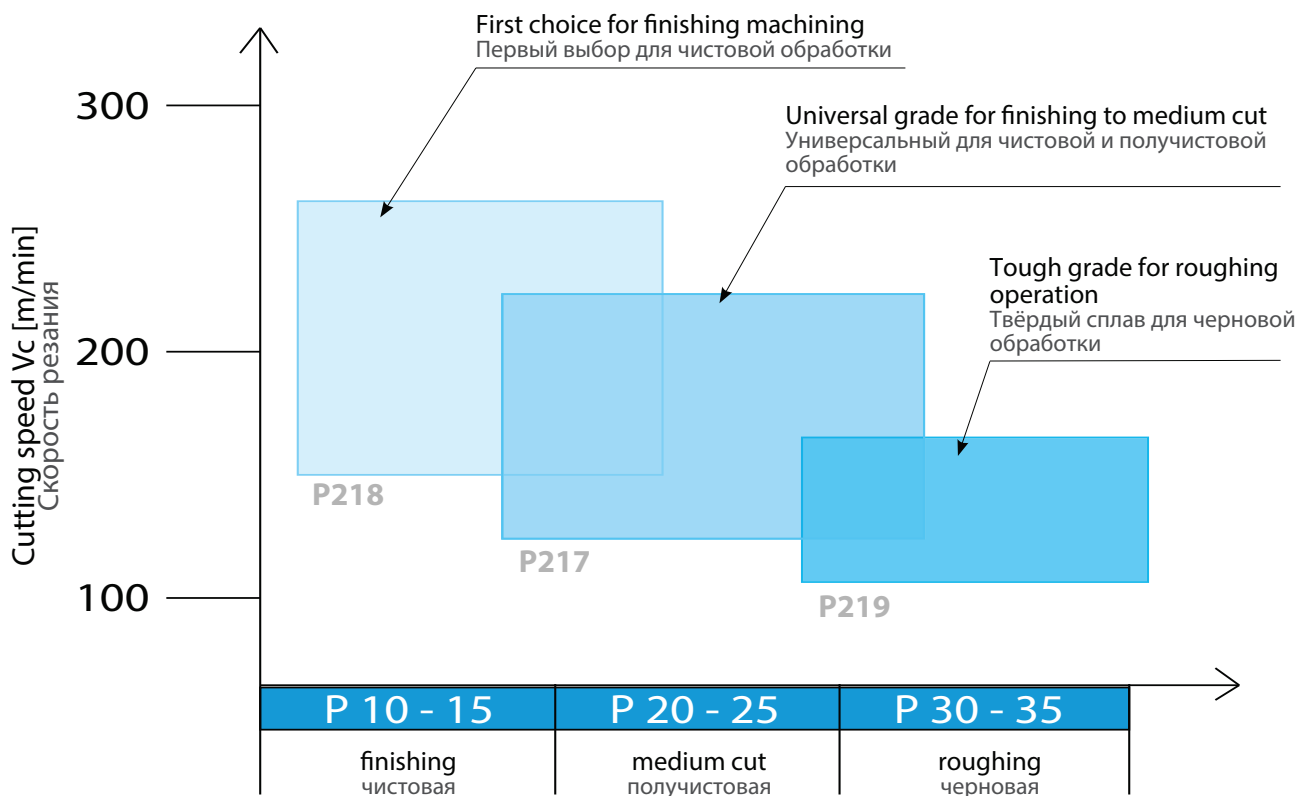 First choice for finishing machining
Первый выбор для чистовой обработки
300
Universal grade for finishing to medium cut
Универсальный для чистовой и получистовой
обработки
Cutting speed Vc [m/min]
Скорость резания
Tough grade for roughing
operation
Твёрдый сплав для черновой
обработки
200
P218
P217
100
P219
P 10 - 15
P 20 - 25
P 30 - 35
finishing
чистовая
medium cut
получистовая
roughing
черновая